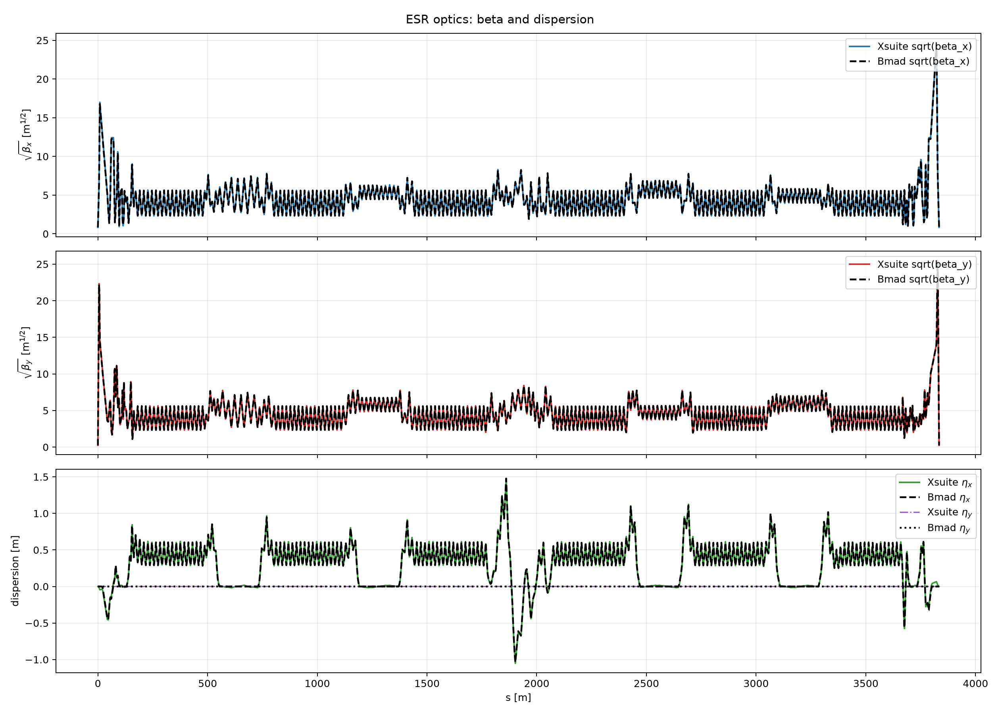 ESR optics: beta and dispersion
25
20
15
10
5
0
√β_x [m^1/2]
Xsuite sqrt(beta_x)
Bmad sqrt(beta_x)
25
20
15
10
5
0
√β_y [m^1/2]
Xsuite sqrt(beta_y)
Bmad sqrt(beta_y)
1.5
1.0
0.5
0.0
−0.5
−1.0
dispersion [m]
Xsuite η_x
Bmad η_x
Xsuite η_y
Bmad η_y
0 500 1000 1500 2000 2500 3000 3500 4000
s [m]